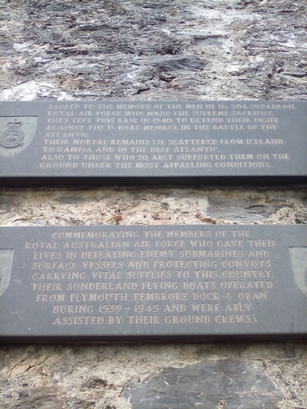 SACRED TO THE MEMORY OF THE MEN OF No. 204 SQUADRON,
ROYAL AIR FORCE WHO MADE THE SUPREME SACRIFICE.
THEY LEFT THIS BASE IN 1940, TO EXTEND THEIR FIGHT
AGAINST THE U-BOAT MENACE IN THE BATTLE OF THE
ATLANTIC.
THEIR MORTAL REMAINS LIE SCATTERED FROM ICELAND
TO GAMBIA AND IN THE DEEP ATLANTIC.
ALSO TO THOSE WHO SO ABLY SUPPORTED THEM ON THE
GROUND UNDER THE MOST APPALLING CONDITIONS.
COMMEMORATING THE MEMBERS OF THE
ROYAL AUSTRALIAN AIR FORCE WHO GAVE THEIR
LIVES IN DEFEATING ENEMY SUBMARINES AND
SURFACE VESSELS AND PROTECTING CONVOYS
CARRYING VITAL SUPPLIES TO THIS COUNTRY.
THEIR SUNDERLAND FLYING BOATS OPERATED
FROM PLYMOUTH, PEMBROKE DOCK & OBAN,
DURING 1939 - 1945 AND WERE ABLY
ASSISTED BY THEIR GROUND CREWS.